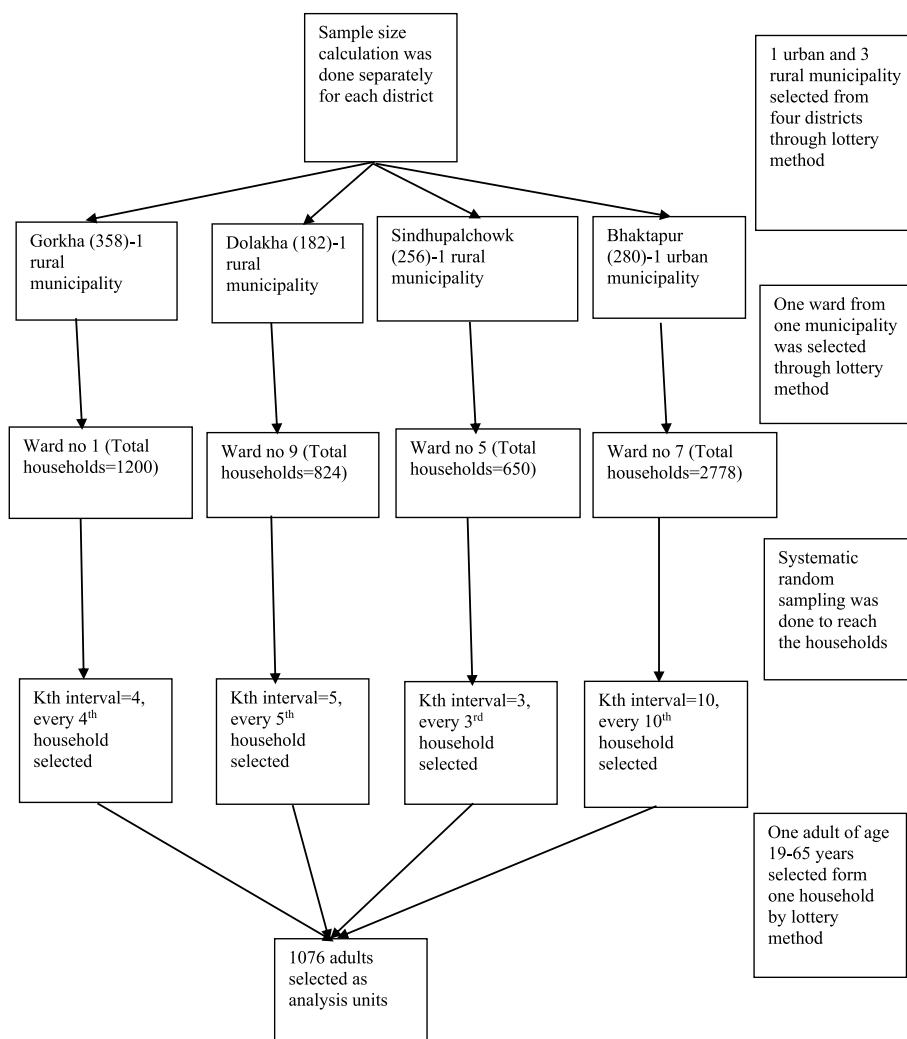 Sample size
calculation was
done separately
for each district
1 urban and 3
rural municipality
selected from
four districts
through lottery
method
Gorkha (358)-1
rural
municipality
Dolakha (182)-1
rural
municipality
Sindhupalchowk
(256)-1 rural
municipality
Bhaktapur
(280)-1 urban
municipality
One ward from
one municipality
was selected
through lottery
method
Ward no 1 (Total
households=1200)
Ward no 9 (Total
households=824)
Ward no 5 (Total
households=650)
Ward no 7 (Total
households=2778)
Systematic
random
sampling was
done to reach
the households
Kth interval=4,
every 4th
household
selected
Kth interval=5,
every 5th
household
selected
Kth interval=3,
every 3rd
household
selected
Kth interval=10,
every 10th
household
selected
One adult of age
19-65 years
selected form
one household
by lottery
method
1076 adults
selected as
analysis units